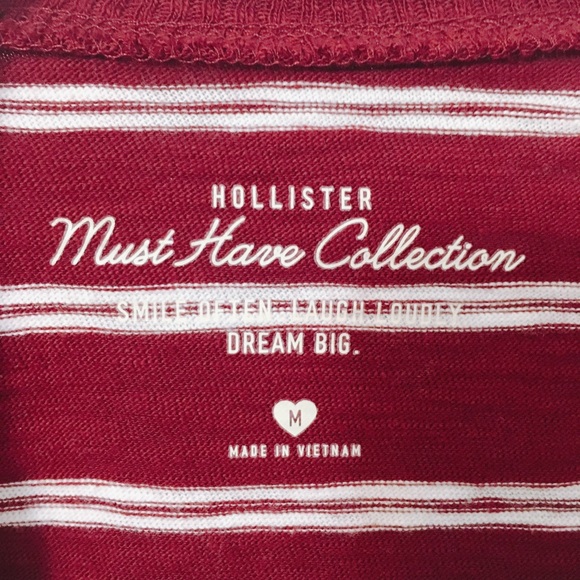 HOLLISTER
Must Have Collection
SMILE OFTEN. LAUGH LOUDLY.
DREAM BIG.
M
MADE IN VIETNAM